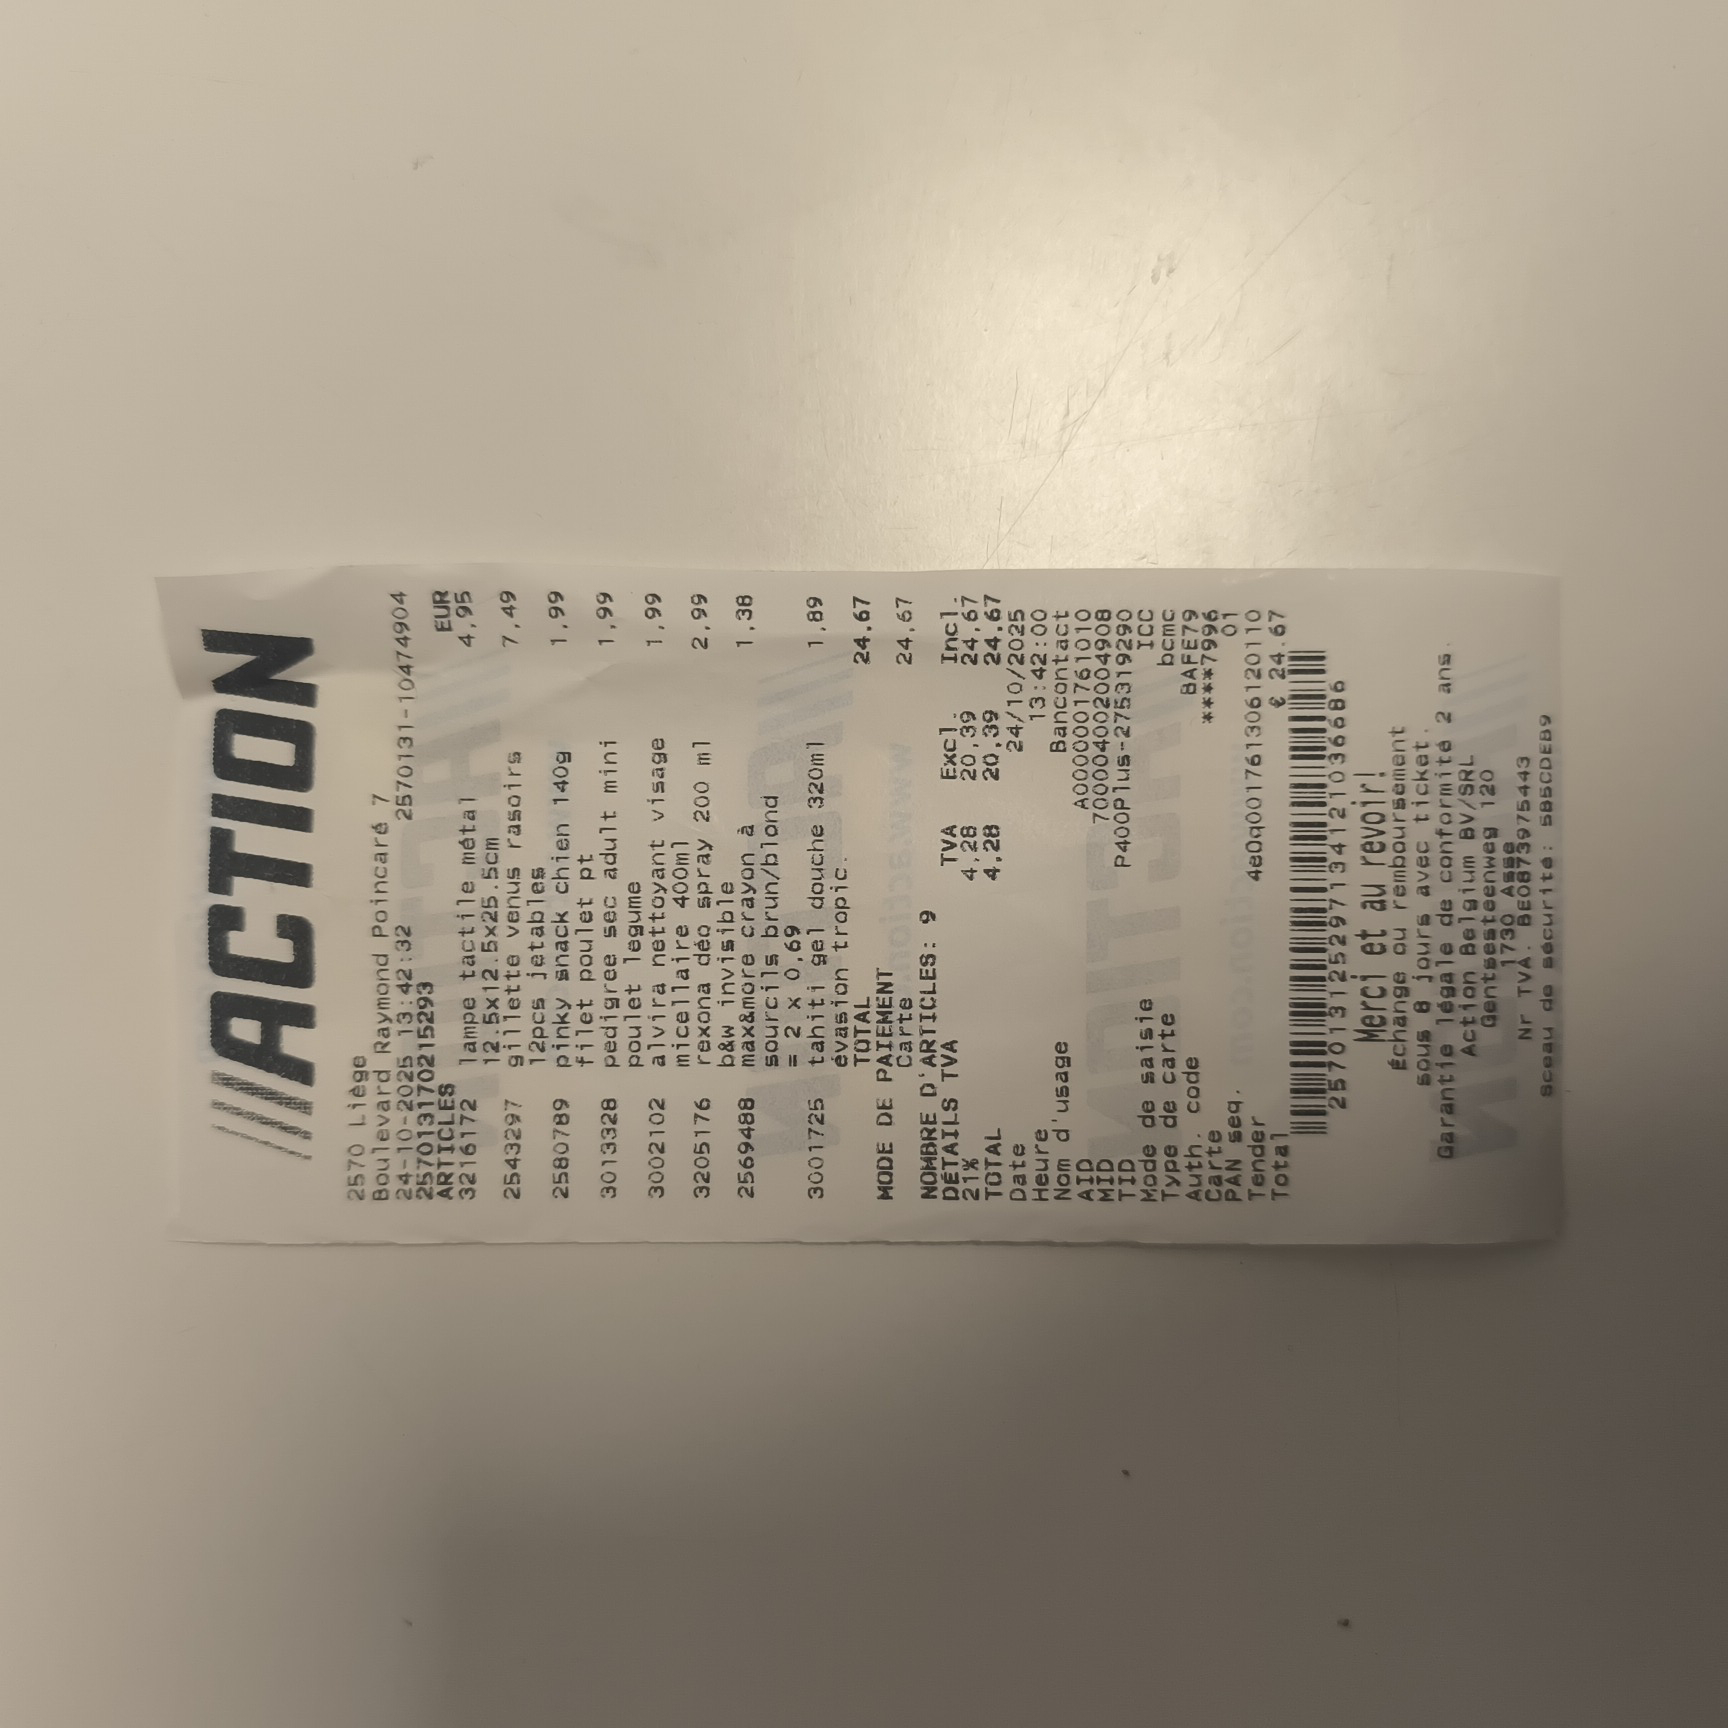 ACTION
2570 Liège
Boulevard Raymond Poincaré 7
24-10-2025 13:42:32 2570131-10474904
257013170215293
ARTICLES EUR
3216172 lampe tactile métal 4,95
12.5x12.5x25.5cm
2543297 gillette venus rasoirs 7,49
12pcs jetables
2580789 pinky snack chien 140g 1,99
filet poulet pt
3013328 pedigree sec adult mini 1,99
poulet legume
3002102 alvira nettoyant visage 1,99
micellaire 400ml
3205176 rexona déo spray 200 ml 2,99
b&w invisible
2569488 max&more crayon à 1,38
sourcils brun/blond
= 2 x 0,69
3001725 tahiti gel douche 320ml 1,89
évasion tropic.
TOTAL 24.67
MODE DE PAIEMENT
Carte 24,67
NOMBRE D'ARTICLES: 9
DÉTAILS TVA TVA Excl. Incl.
21% 4,28 20,39 24,67
TOTAL 4.28 20.39 24.67
Date 24/10/2025
Heure 13:42:00
Nom d'usage Bancontact
AID A0000001761010
MID 7000040020004908
TID P400Plus-275319290
Mode de saisie ICC
Type de carte bcmc
Auth. code BAFE79
Carte ****7996
PAN seq. 01
Tender 4e0q001761306120110
Total € 24.67
2570131252971341210366​86
Merci et au revoir!
Échange ou remboursement
sous 8 jours avec ticket.
Garantie légale de conformité 2 ans.
Action Belgium BV/SRL
Gentsesteenweg 120
1730 Asse
Nr TVA. BE0873975443
Sceau de sécurité: 5B5CDEB9